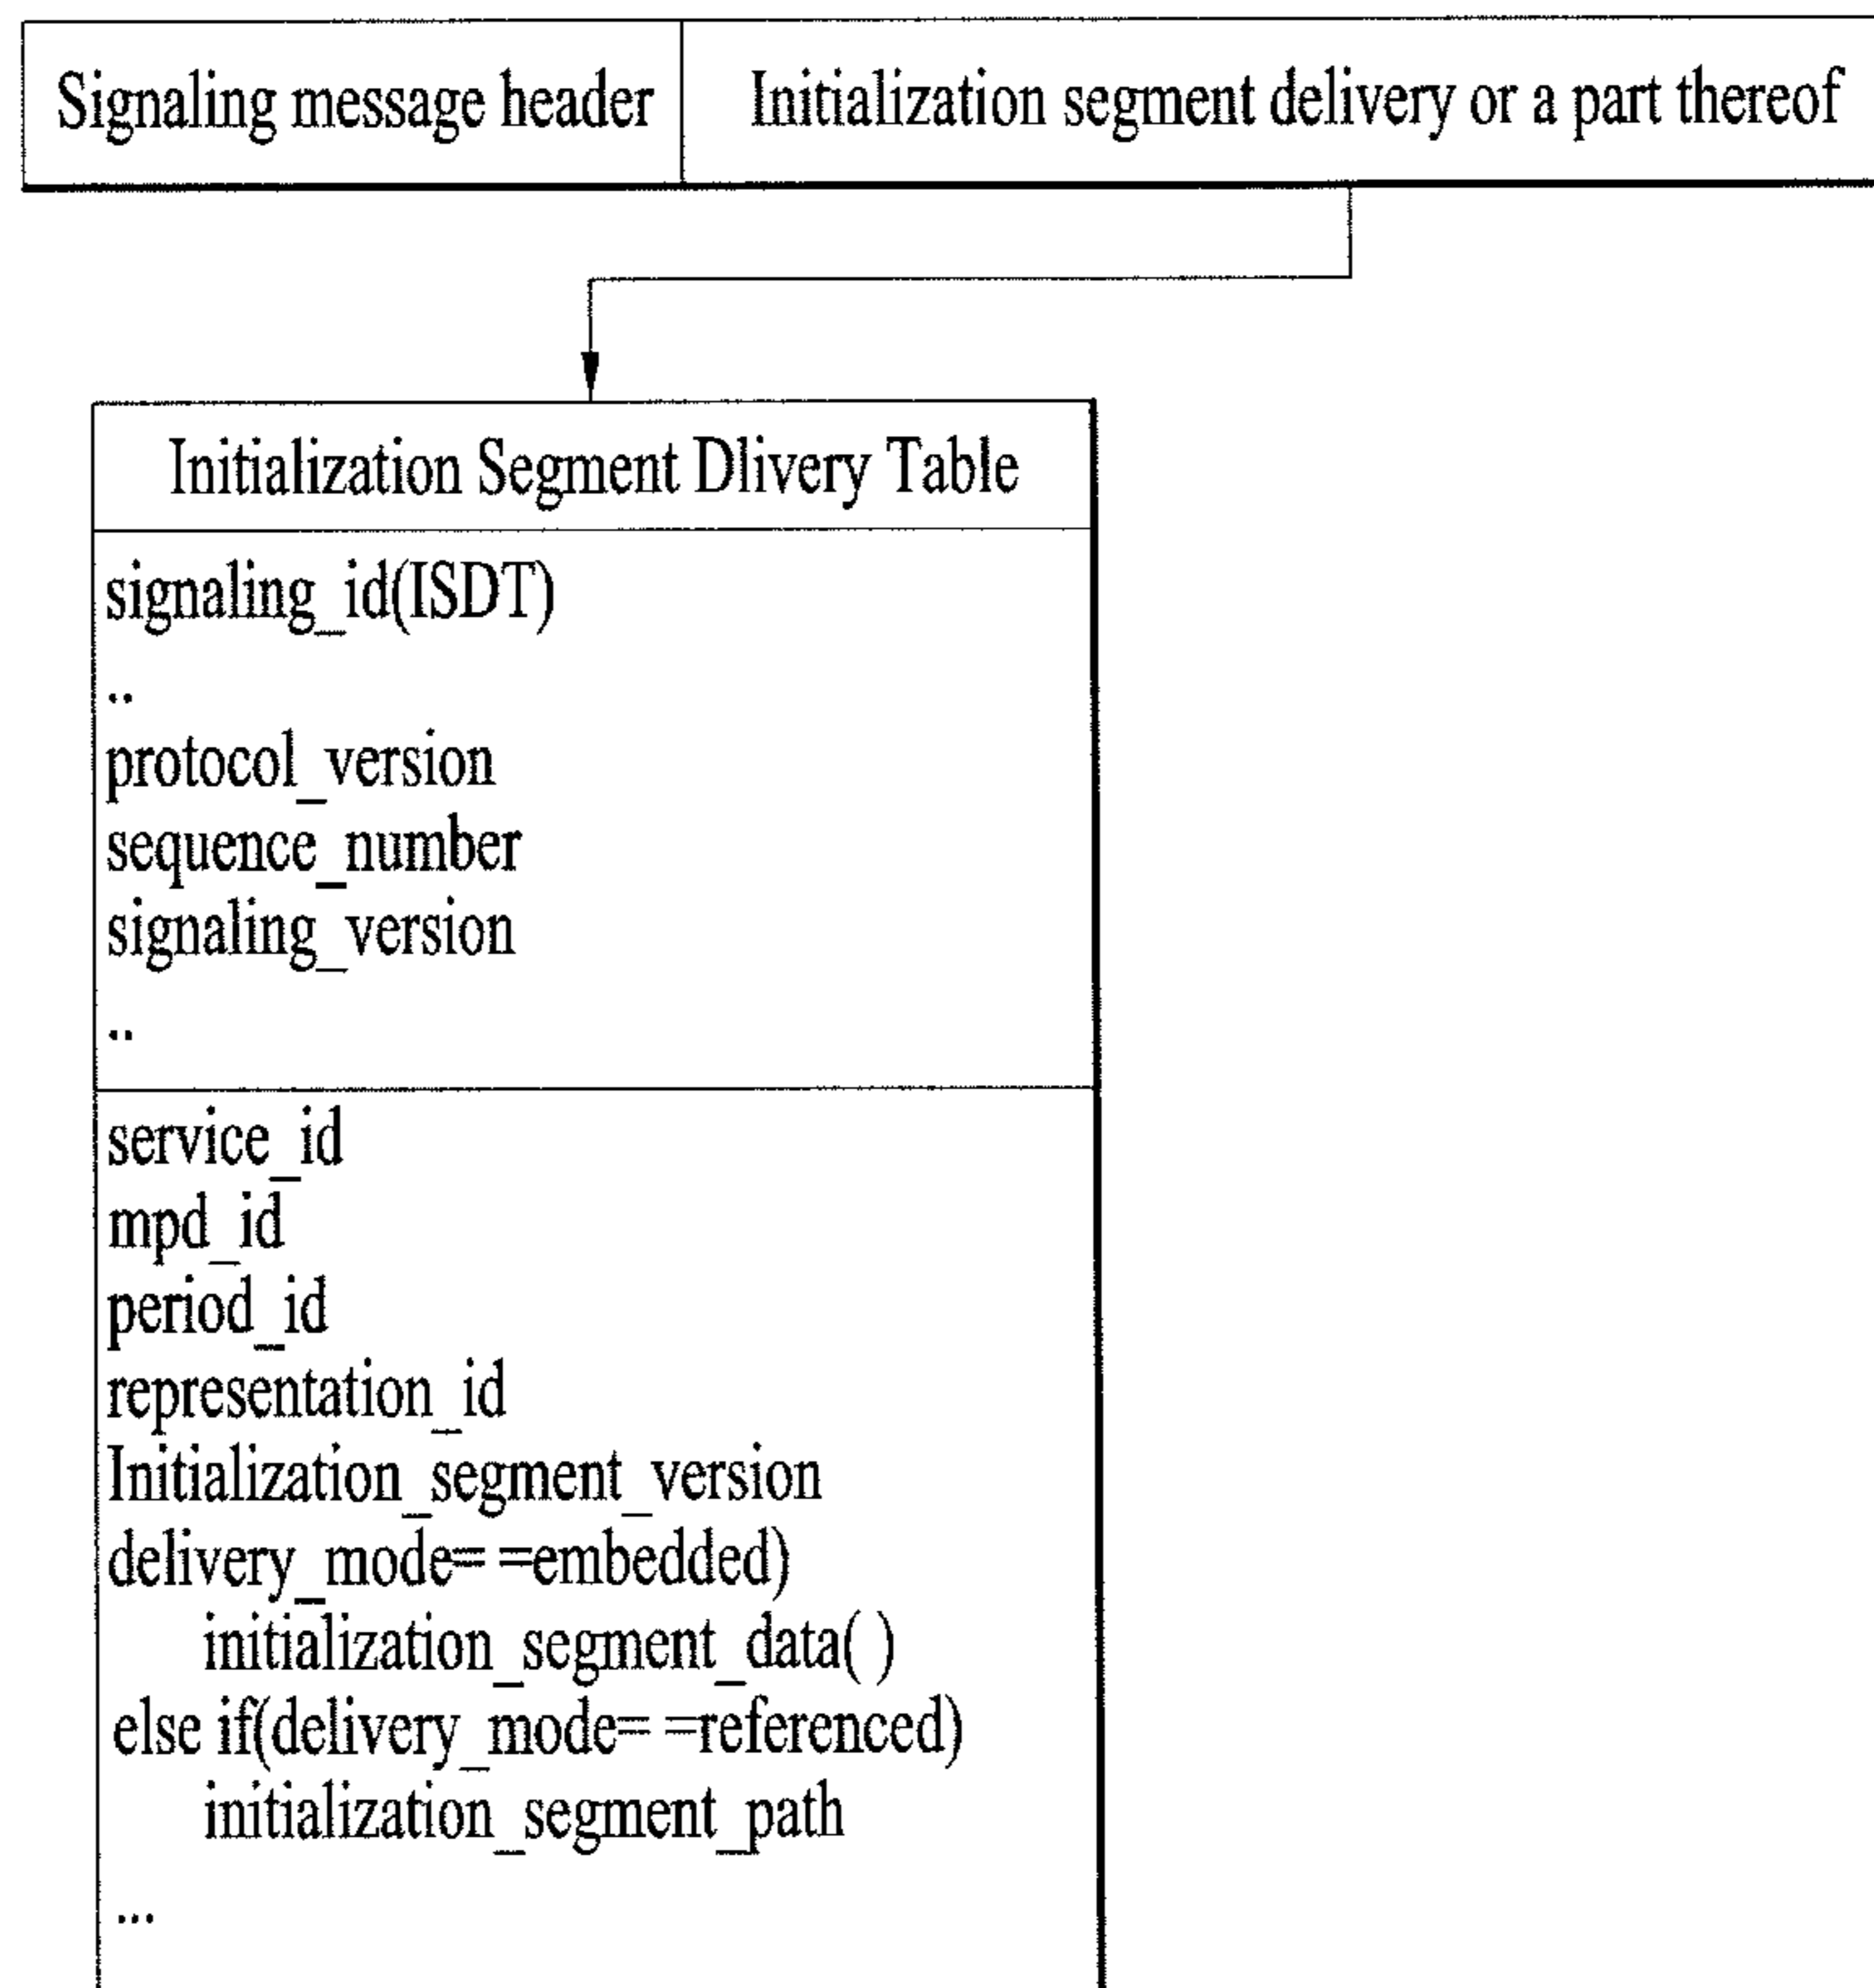 Signaling message header
Initialization segment delivery or a part thereof
Initialization Segment Dlivery Table
signaling_id(ISDT)
..
protocol_version
sequence_number
signaling_version
..
service_id
mpd_id
period_id
representation_id
Initialization_segment_version
delivery_mode= =embedded)
initialization_segment_data( )
else if(delivery_mode= =referenced)
initialization_segment_path
...